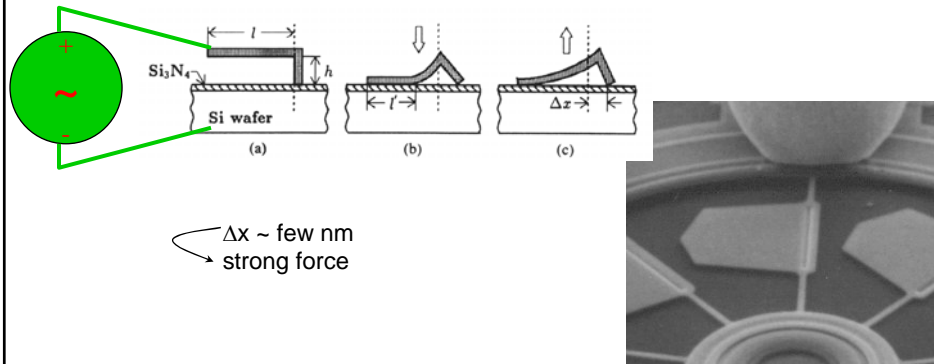 +
~
-
l
h
Si₃N₄
Si wafer
(a)
l'
(b)
Δx
(c)
Δx ~ few nm
strong force